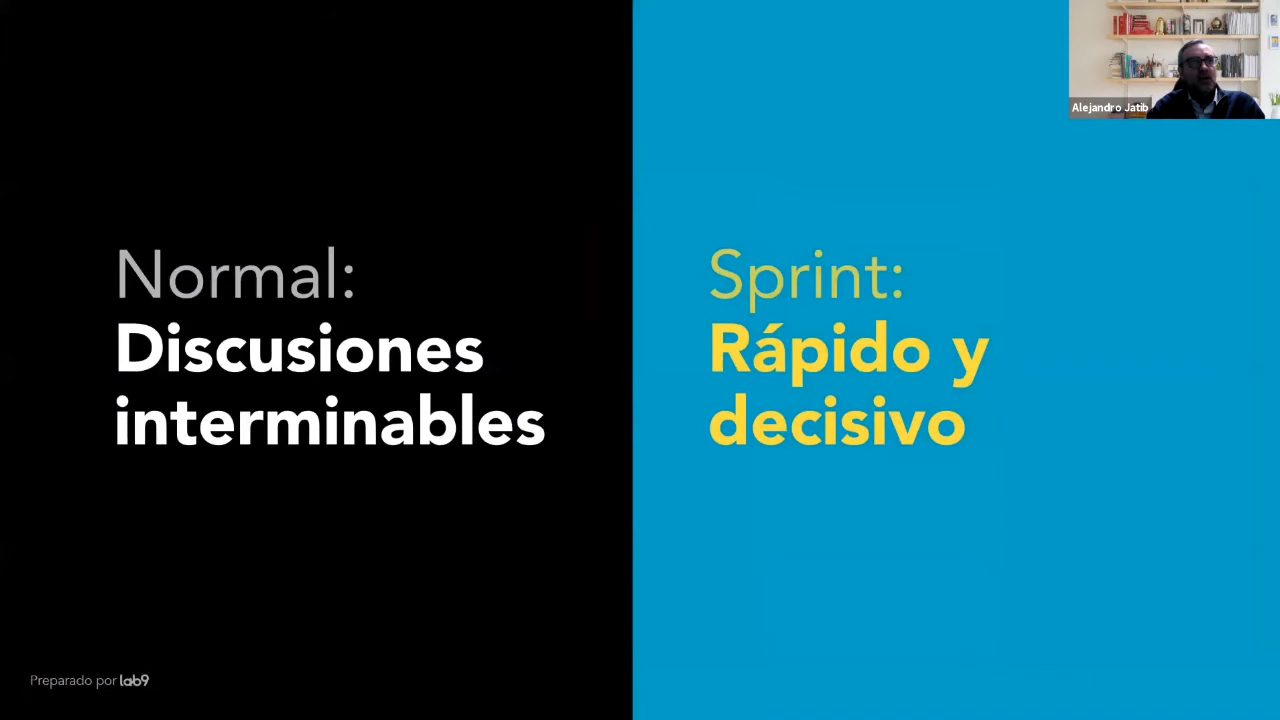 Alejandro Jatib
Normal:
Discusiones
interminables
Sprint:
Rápido y
decisivo
Preparado por lab9